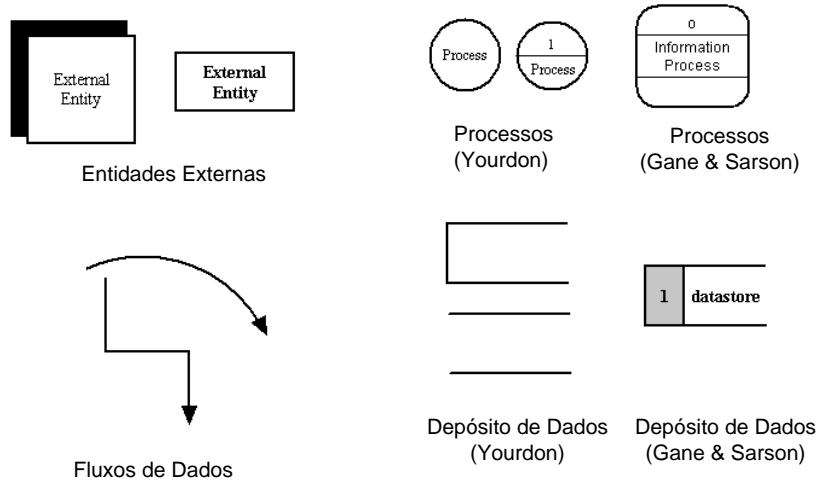 External
Entity
External
Entity
Entidades Externas
Process
1
Process
Processos
(Yourdon)
0
Information
Process
Processos
(Gane & Sarson)
Fluxos de Dados
Depósito de Dados
(Yourdon)
1 datastore
Depósito de Dados
(Gane & Sarson)